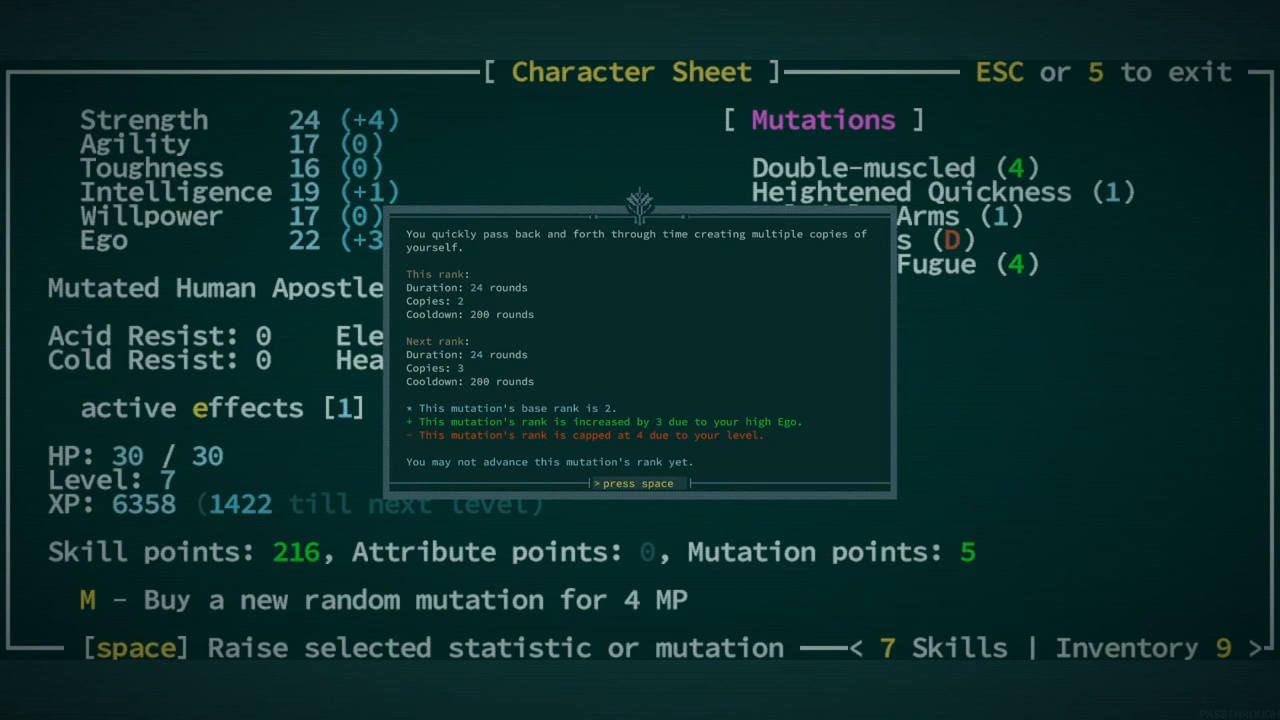 [ Character Sheet ] ESC or 5 to exit
Strength 24 (+4)
Agility 17 (0)
Toughness 16 (0)
Intelligence 19 (+1)
Willpower 17 (0)
Ego 22 (+3
[ Mutations ]
Double-muscled (4)
Heightened Quickness (1)
Arms (1)
s (D)
Fugue (4)
Mutated Human Apostle
Acid Resist: 0 Ele
Cold Resist: 0 Hea
active effects [1]
HP: 30 / 30
Level: 7
XP: 6358 (1422 till next level)
You quickly pass back and forth through time creating multiple copies of
yourself.
This rank:
Duration: 24 rounds
Copies: 2
Cooldown: 200 rounds
Next rank:
Duration: 24 rounds
Copies: 3
Cooldown: 200 rounds
* This mutation's base rank is 2.
+ This mutation's rank is increased by 3 due to your high Ego.
- This mutation's rank is capped at 4 due to your level.
You may not advance this mutation's rank yet.
> press space
Skill points: 216, Attribute points: 0, Mutation points: 5
M - Buy a new random mutation for 4 MP
[space] Raise selected statistic or mutation < 7 Skills | Inventory 9 >